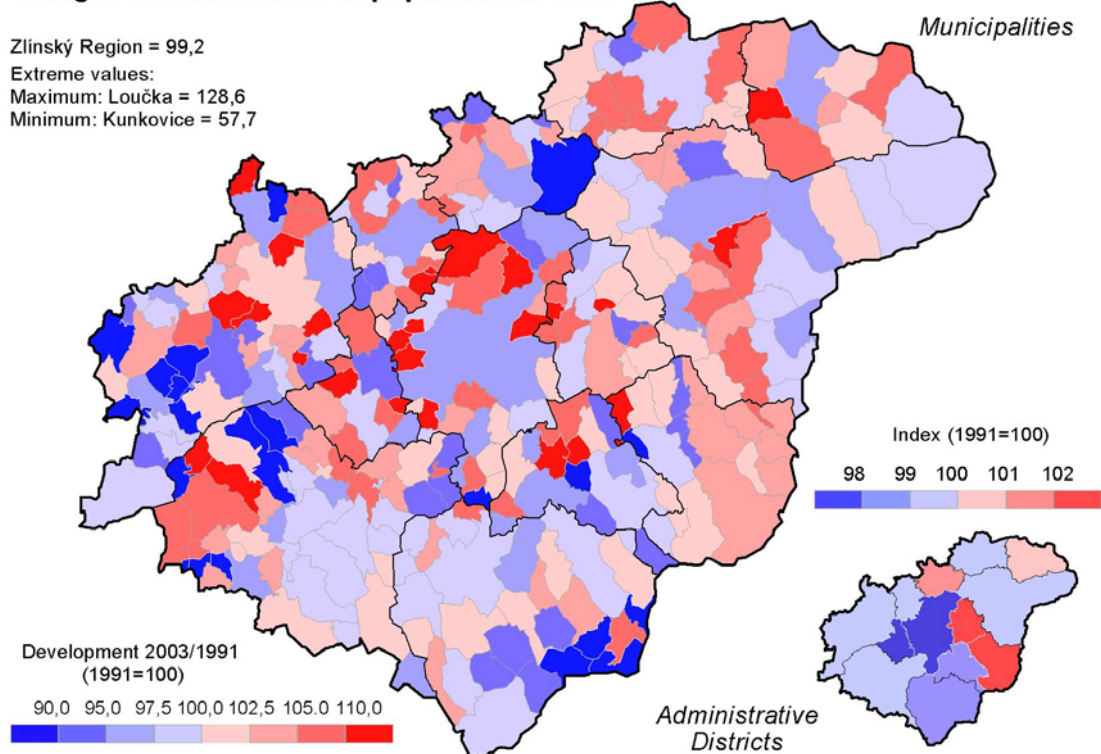 Municipalities
Zlínský Region = 99,2
Extreme values:
Maximum: Loučka = 128,6
Minimum: Kunkovice = 57,7
Index (1991=100)
98 99 100 101 102
Development 2003/1991
(1991=100)
90,0 95,0 97,5 100,0 102,5 105,0 110,0
Administrative
Districts